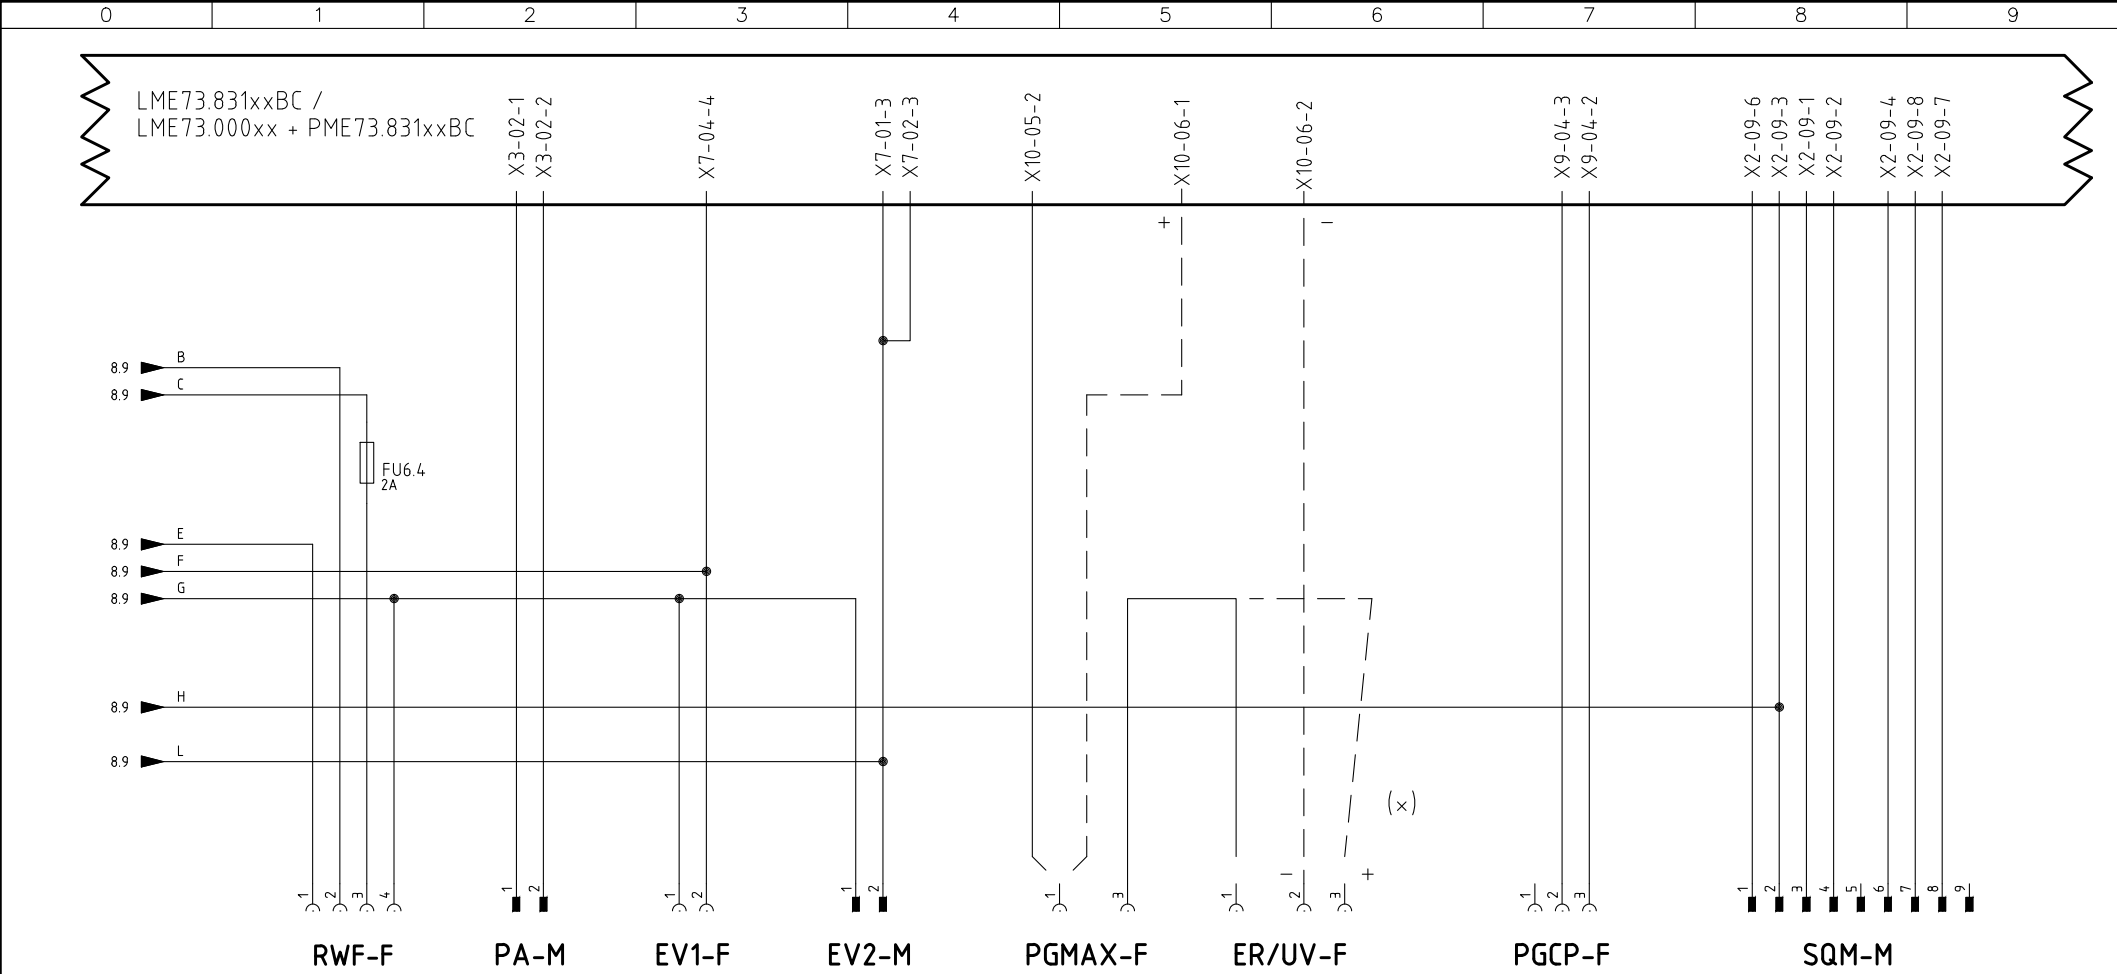 0 1 2 3 4 5 6 7 8 9
LME73.831xxBC /
LME73.000xx + PME73.831xxBC
X3-02-1
X3-02-2
X7-04-4
X7-01-3
X7-02-3
X10-05-2
X10-06-1
X10-06-2
X9-04-3
X9-04-2
X2-09-6
X2-09-3
X2-09-1
X2-09-2
X2-09-4
X2-09-8
X2-09-7
+ -
8.9 B
8.9 C
FU6.4
2A
8.9 E
8.9 F
8.9 G
8.9 H
8.9 L
(x)
- +
1 2 3 4
1 2
1 2
1 2
1 3
1 2 3
1 2 3
1 2 3 4 5 6 7 8 9
RWF-F PA-M EV1-F EV2-M PGMAX-F ER/UV-F PGCP-F SQM-M